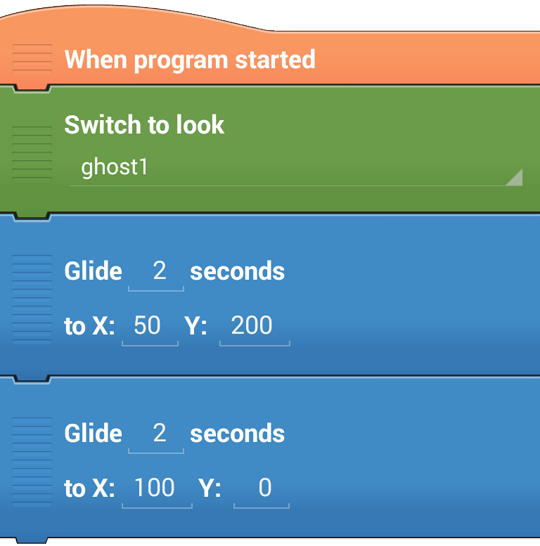 When program started
Switch to look
ghost1
Glide 2 seconds
to X: 50 Y: 200
Glide 2 seconds
to X: 100 Y: 0